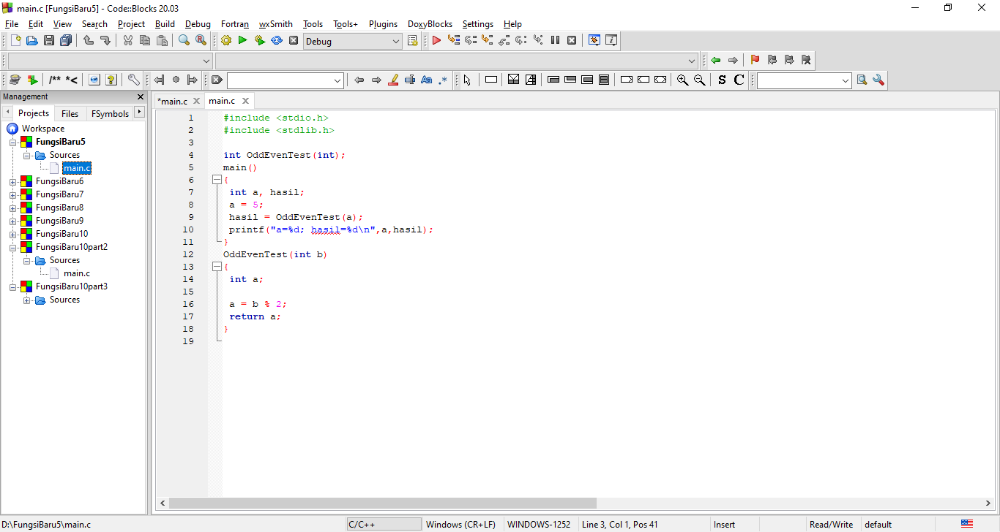 main.c [FungsiBaru5] - Code::Blocks 20.03
File Edit View Search Project Build Debug Fortran wxSmith Tools Tools+ Plugins DoxyBlocks Settings Help
Debug
/** *< ? Aa .* S C
Management
*main.c main.c
Projects Files FSymbols
Workspace
FungsiBaru5
Sources
main.c
FungsiBaru6
FungsiBaru7
FungsiBaru8
FungsiBaru9
FungsiBaru10
FungsiBaru10part2
Sources
main.c
FungsiBaru10part3
Sources
1 #include <stdio.h>
2 #include <stdlib.h>
3
4 int OddEvenTest(int);
5 main()
6 {
7 int a, hasil;
8 a = 5;
9 hasil = OddEvenTest(a);
10 printf("a=%d; hasil=%d\n",a,hasil);
11 }
12 OddEvenTest(int b)
13 {
14 int a;
15
16 a = b % 2;
17 return a;
18 }
19
D:\FungsiBaru5\main.c C/C++ Windows (CR+LF) WINDOWS-1252 Line 3, Col 1, Pos 41 Insert Read/Write default